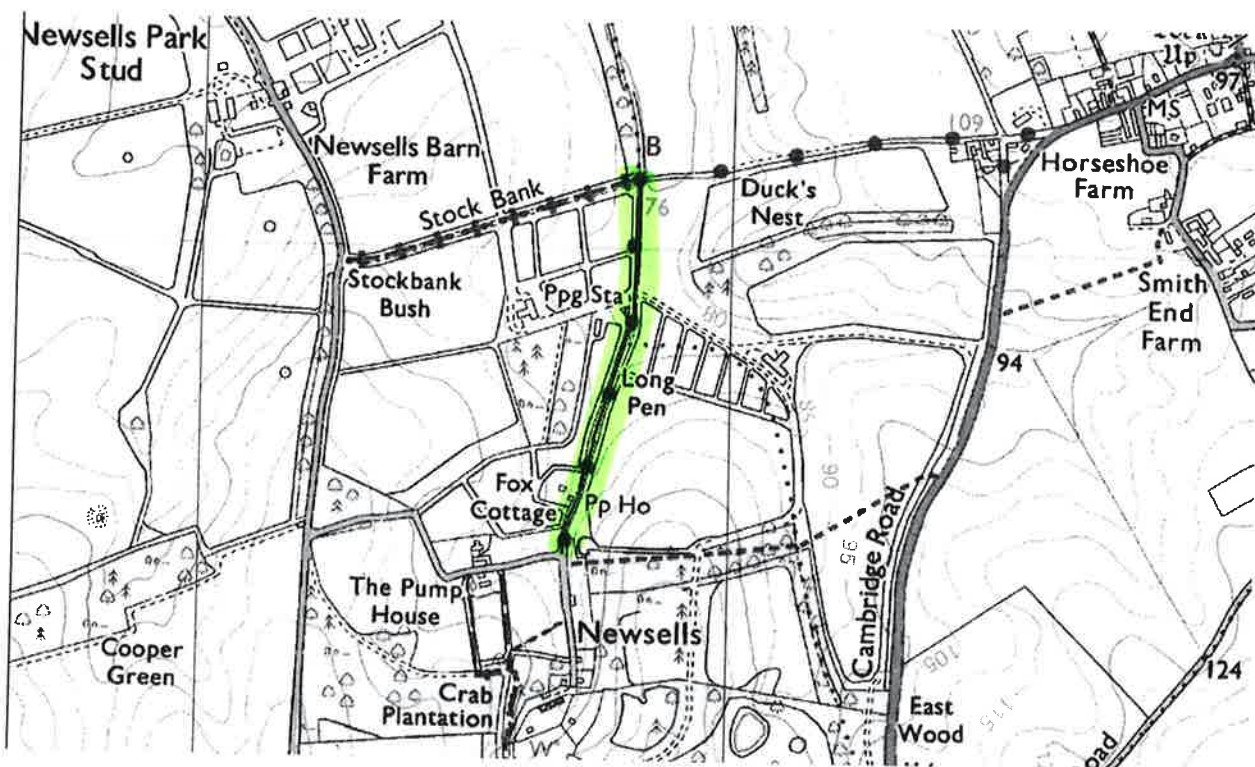 Newsells Park
Stud
Up
97
MS
B
109
Newsells Barn
Farm
Horseshoe
Farm
Stock Bank
76
Duck's
Nest
Stockbank
Bush
Ppg Sta
80
Smith
End
Farm
94
Long
Pen
90
Fox
Cottage
Pp Ho
95
Cambridge Road
The Pump
House
Newsells
Cooper
Green
105
124
Crab
Plantation
East
Wood
115
W
oad